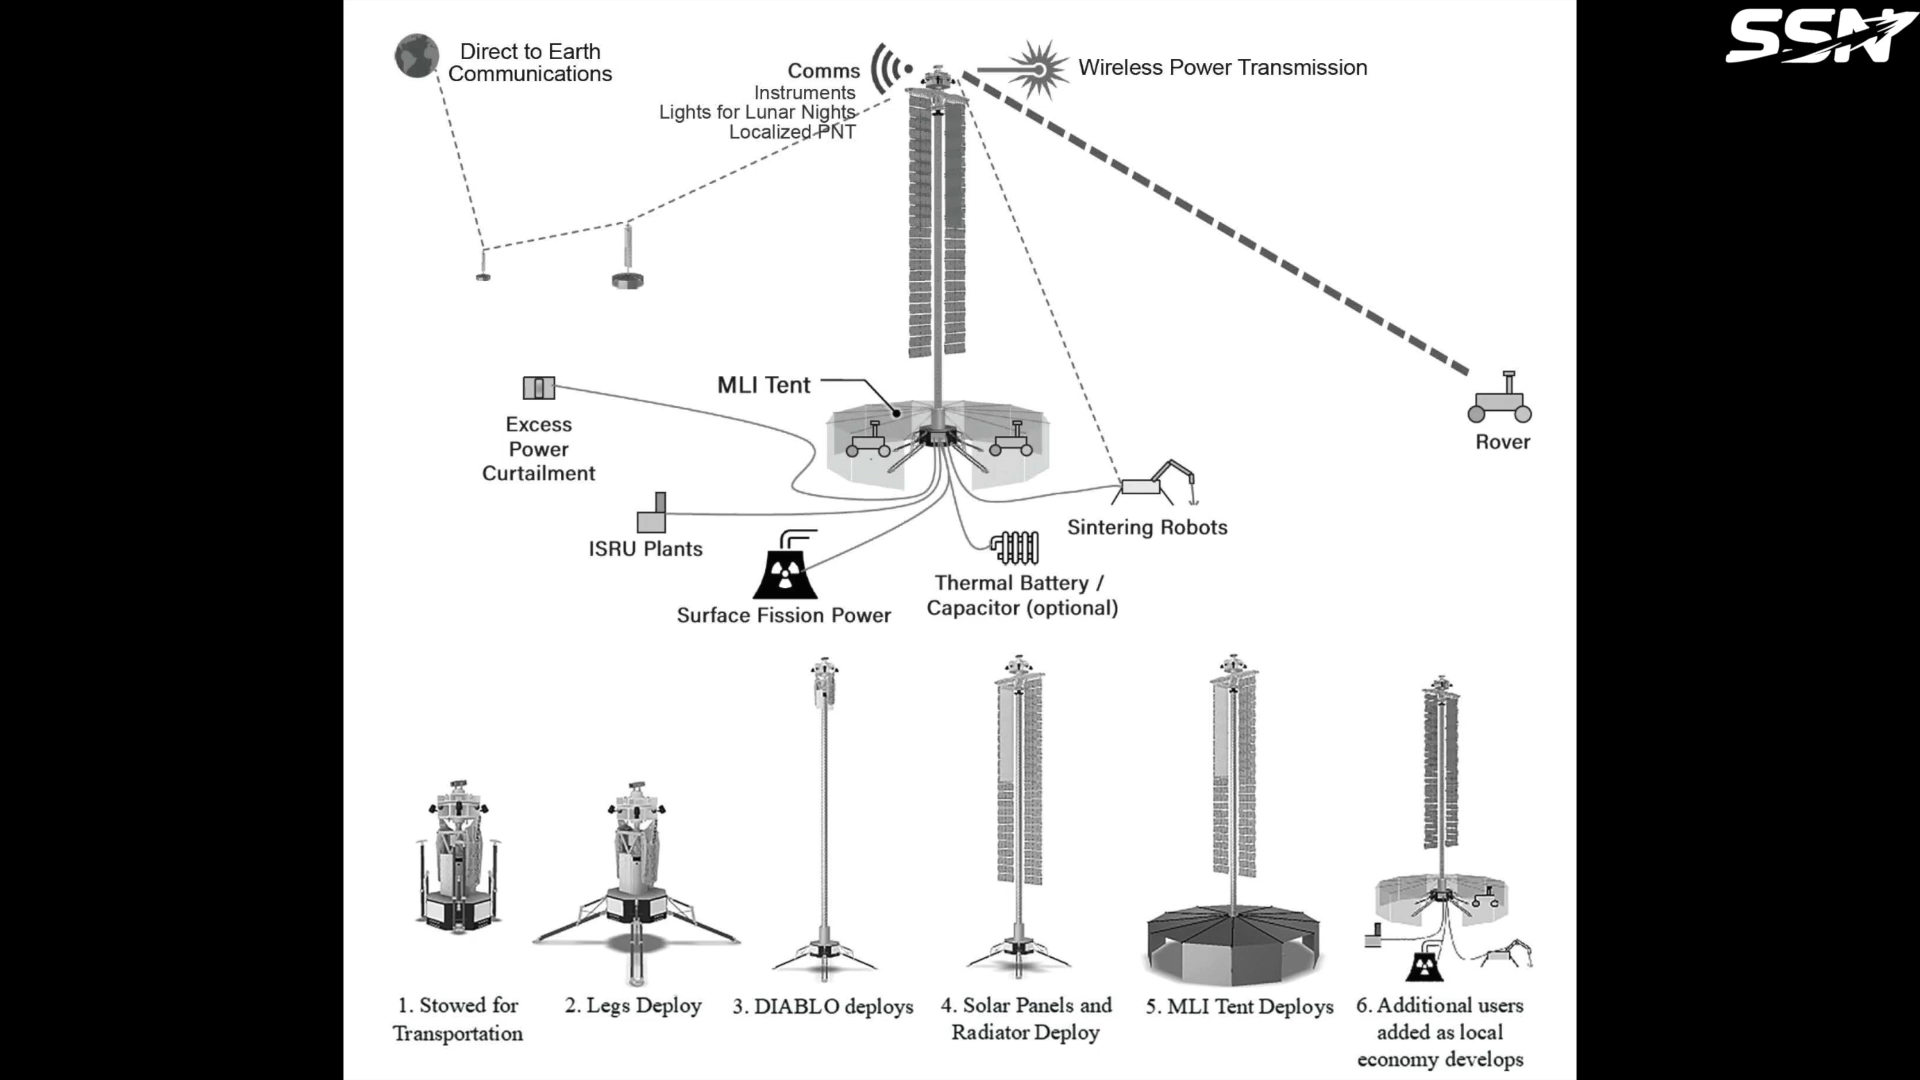 SSN
Direct to Earth
Communications
Comms
Instruments
Lights for Lunar Nights
Localized PNT
Wireless Power Transmission
MLI Tent
Excess
Power
Curtailment
Rover
ISRU Plants
Sintering Robots
Surface Fission Power
Thermal Battery /
Capacitor (optional)
1. Stowed for
Transportation
2. Legs Deploy
3. DIABLO deploys
4. Solar Panels and
Radiator Deploy
5. MLI Tent Deploys
6. Additional users
added as local
economy develops